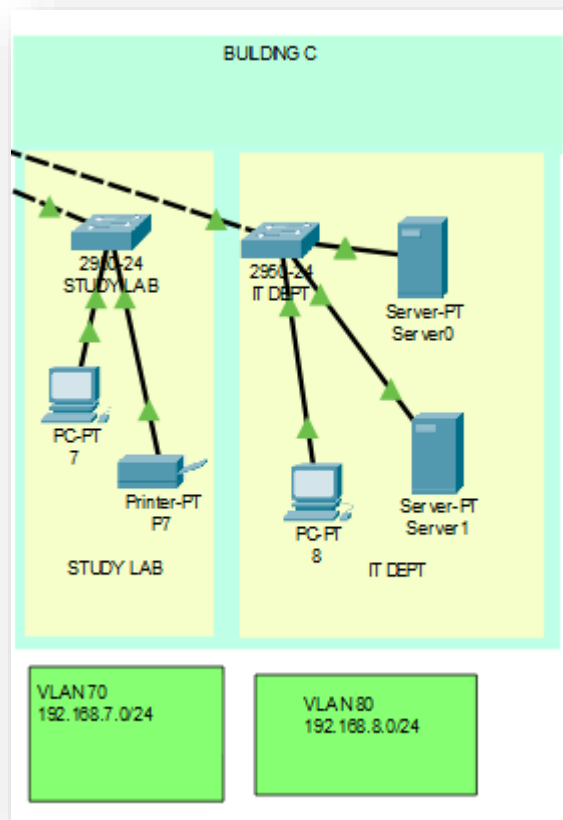 BUILDNG C
2960-24
STUDY LAB
2950-24
IT DEPT
Server-PT
Server0
PC-PT
7
Printer-PT
P7
PC-PT
8
Server-PT
Server1
STUDY LAB
IT DEPT
VLAN 70
192.168.7.0/24
VLAN 80
192.168.8.0/24